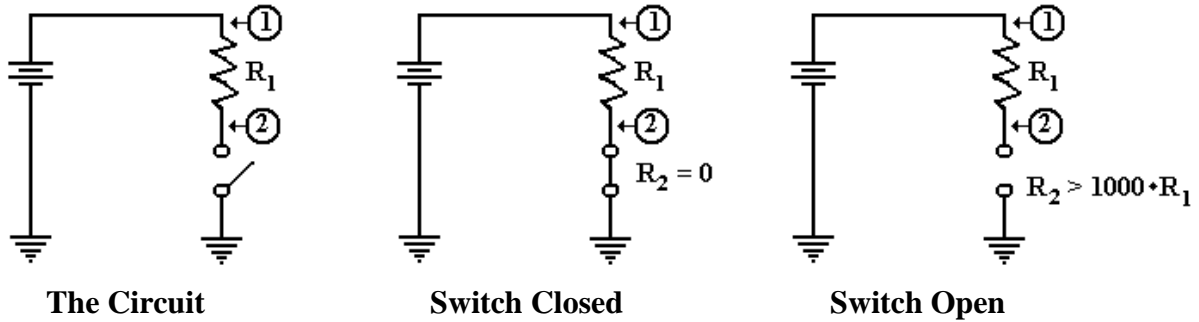 1 1 1
R1 R1 R1
2 2 2
R2 = 0 R2 > 1000•R1
The Circuit Switch Closed Switch Open